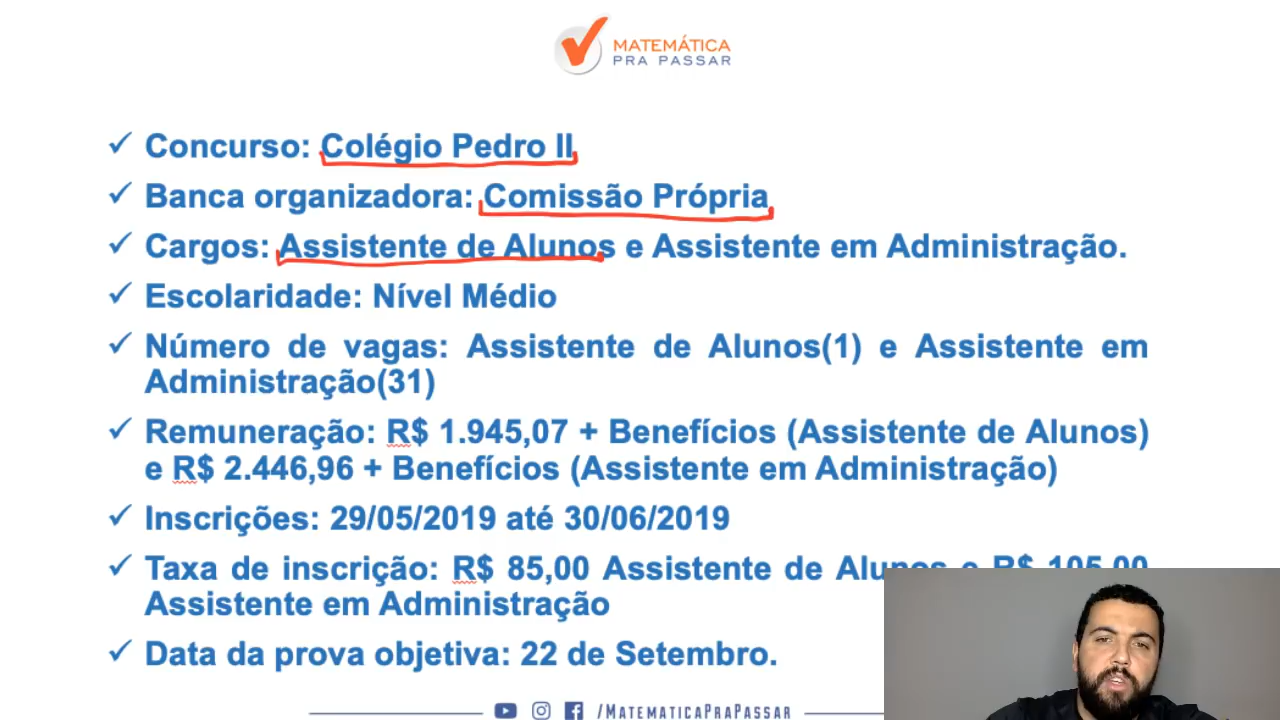 MATEMÁTICA
PRA PASSAR
Concurso: Colégio Pedro II
Banca organizadora: Comissão Própria
Cargos: Assistente de Alunos e Assistente em Administração.
Escolaridade: Nível Médio
Número de vagas: Assistente de Alunos(1) e Assistente em
Administração(31)
Remuneração: R$ 1.945,07 + Benefícios (Assistente de Alunos)
e R$ 2.446,96 + Benefícios (Assistente em Administração)
Inscrições: 29/05/2019 até 30/06/2019
Taxa de inscrição: R$ 85,00 Assistente de Alunos e R$ 105,00
Assistente em Administração
Data da prova objetiva: 22 de Setembro.
/MATEMATICAPRAPASSAR